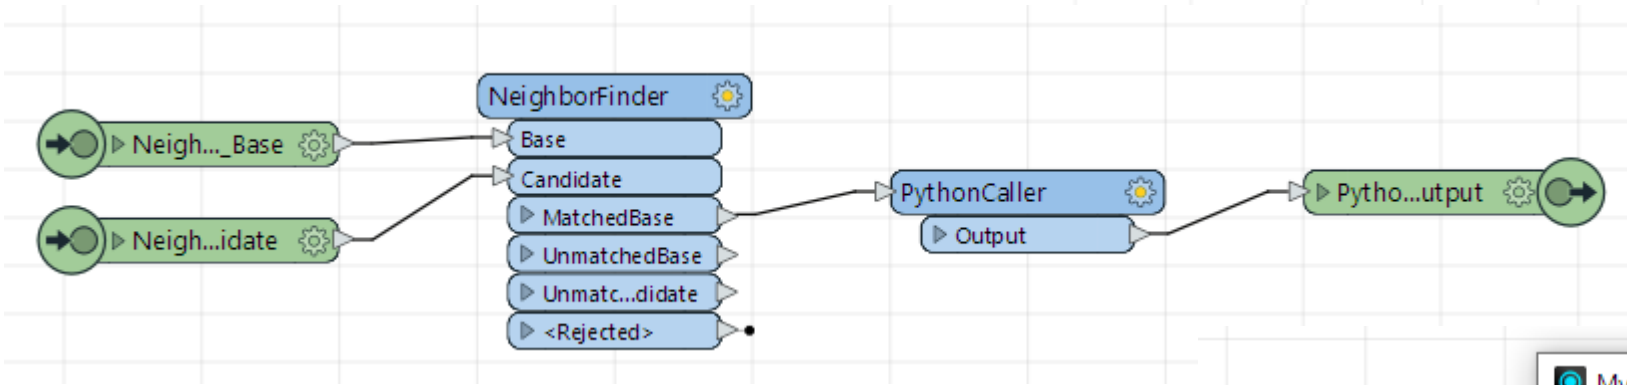 NeighborFinder
Neigh..._Base
Base
Candidate
Neigh...idate
MatchedBase
UnmatchedBase
Unmatc...didate
<Rejected>
PythonCaller
Output
Pytho...utput